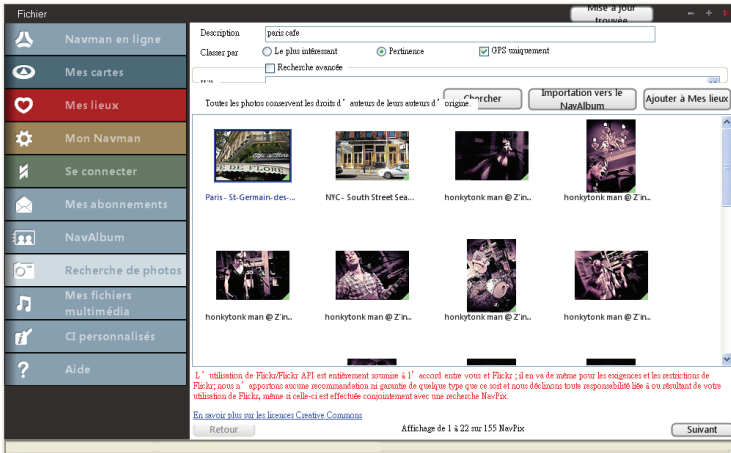 Fichier
Mise à jour
trouvée
Navman en ligne
Mes cartes
Mes lieux
Mon Navman
Se connecter
Mes abonnements
NavAlbum
Recherche de photos
Mes fichiers
multimédia
CI personnalisés
Aide
Description
paris cafe
Classer par
Le plus intéressant
Pertinence
GPS uniquement
Recherche avancée
Toutes les photos conservent les droits d’auteurs de leurs auteurs d’origine.
Chercher
Importation vers le
NavAlbum
Ajouter à Mes lieux
E DE FLORE
Paris - St-Germain-des-...
NYC - South Street Sea...
honkytonk man @ Z'in...
honkytonk man @ Z'in...
honkytonk man @ Z'in...
honkytonk man @ Z'in...
honkytonk man @ Z'in...
honkytonk man @ Z'in...
L’utilisation de Flickr/Flickr API est entièrement soumise à l’accord entre vous et Flickr ; il en va de même pour les exigences et les restrictions de
Flickr; nous n’apportons aucune recommandation ni garantie de quelque type que ce soit et nous déclinons toute responsabilité liée à ou résultant de votre
utilisation de Flickr, même si celle-ci est effectuée conjointement avec une recherche NavPix.
En savoir plus sur les licences Creative Commons
Retour
Affichage de 1 à 22 sur 155 NavPix
Suivant